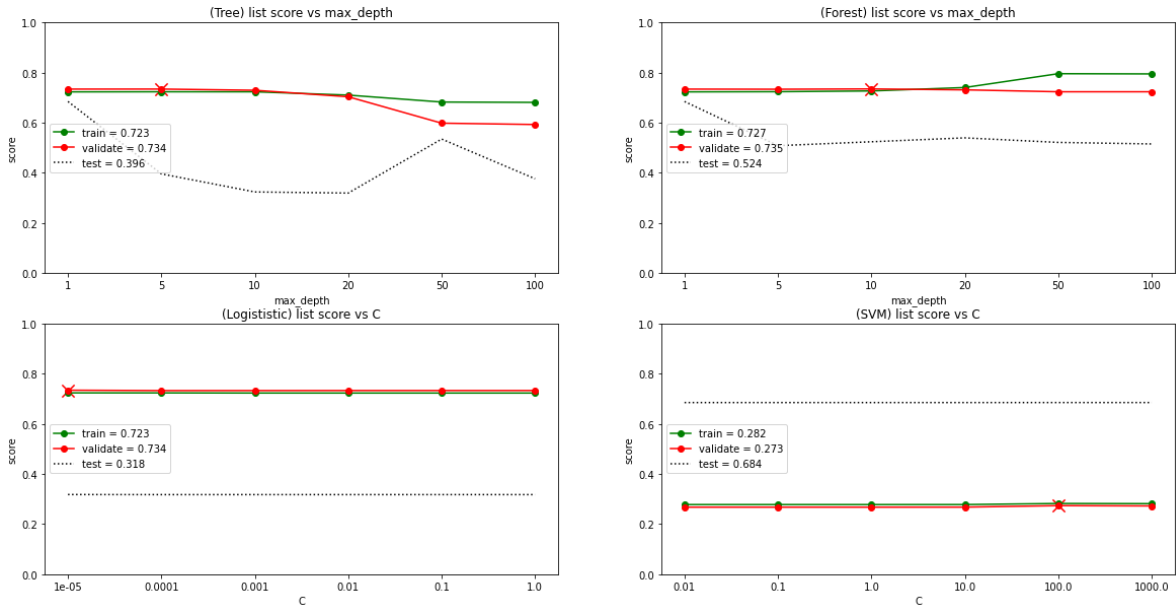 (Tree) list score vs max_depth
1.0
0.8
0.6
0.4
0.2
0.0
score
train = 0.723
validate = 0.734
test = 0.396
1 5 10 20 50 100
max_depth
(Forest) list score vs max_depth
1.0
0.8
0.6
0.4
0.2
0.0
score
train = 0.727
validate = 0.735
test = 0.524
1 5 10 20 50 100
max_depth
(Logististic) list score vs C
1.0
0.8
0.6
0.4
0.2
0.0
score
train = 0.723
validate = 0.734
test = 0.318
1e-05 0.0001 0.001 0.01 0.1 1.0
C
(SVM) list score vs C
1.0
0.8
0.6
0.4
0.2
0.0
score
train = 0.282
validate = 0.273
test = 0.684
0.01 0.1 1.0 10.0 100.0 1000.0
C